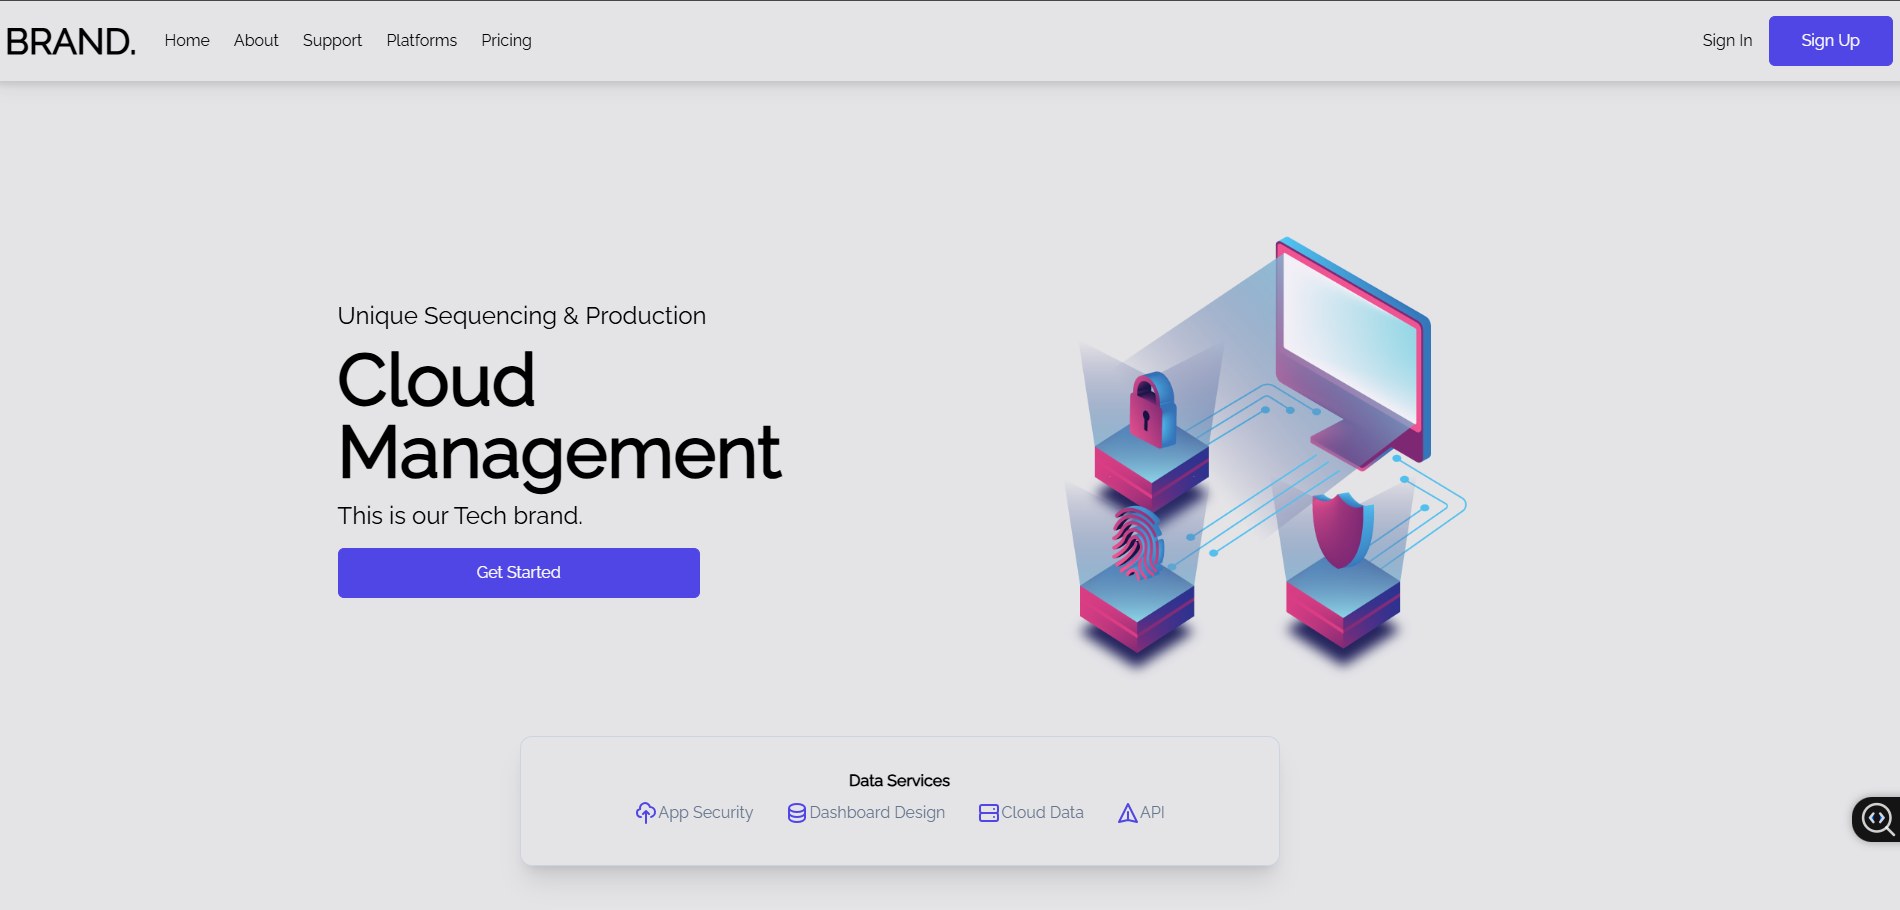 BRAND. Home About Support Platforms Pricing Sign In Sign Up
Unique Sequencing & Production
Cloud
Management
This is our Tech brand.
Get Started
Data Services
App Security Dashboard Design Cloud Data API